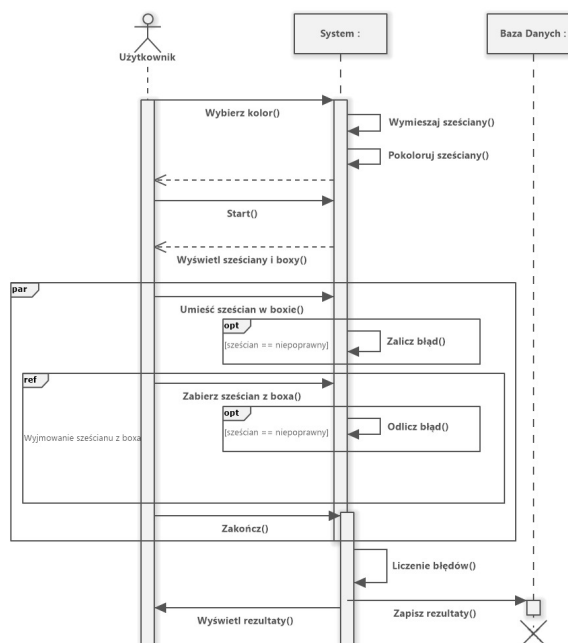 Użytkownik
System :
Baza Danych :
Wybierz kolor()
Wymieszaj sześciany()
Pokoloruj sześciany()
Start()
Wyświetl sześciany i boxy()
par
Umieść sześcian w boxie()
opt
[sześcian == niepoprawny]
Zalicz błąd()
ref
Zabierz sześcian z boxa()
opt
[sześcian == niepoprawny]
Odlicz błąd()
Wyjmowanie sześcianu z boxa
Zakończ()
Liczenie błędów()
Zapisz rezultaty()
Wyświetl rezultaty()